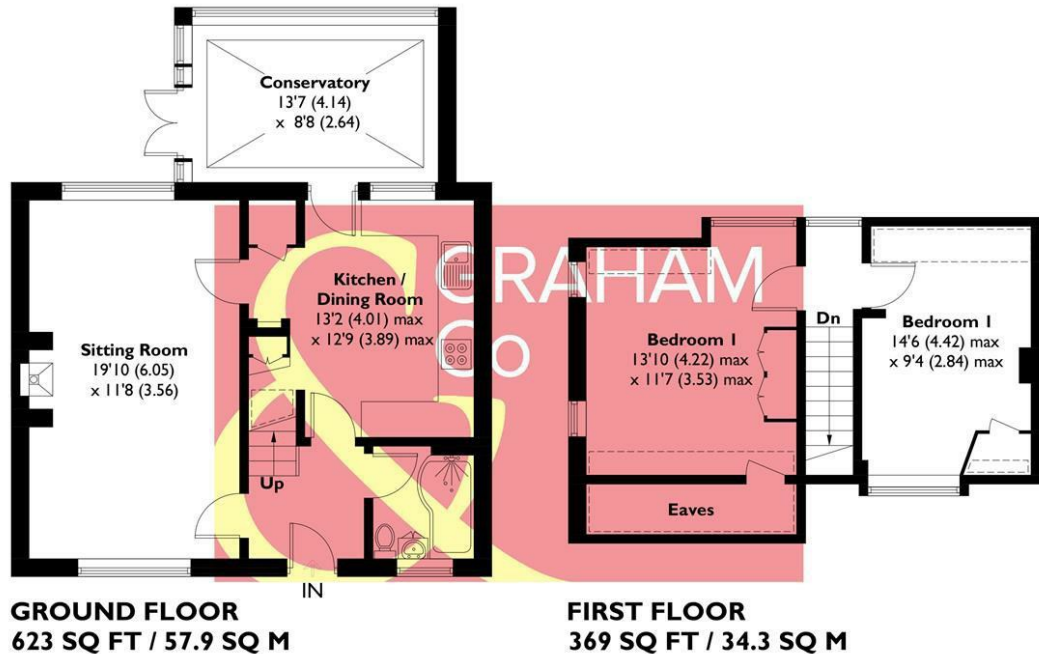 Conservatory
13'7 (4.14)
x 8'8 (2.64)
Kitchen /
Dining Room
13'2 (4.01) max
x 12'9 (3.89) max
Sitting Room
19'10 (6.05)
x 11'8 (3.56)
Up
IN
GROUND FLOOR
623 SQ FT / 57.9 SQ M
&
GRAHAM
Co
Bedroom 1
13'10 (4.22) max
x 11'7 (3.53) max
Dn
Bedroom 1
14'6 (4.42) max
x 9'4 (2.84) max
Eaves
FIRST FLOOR
369 SQ FT / 34.3 SQ M